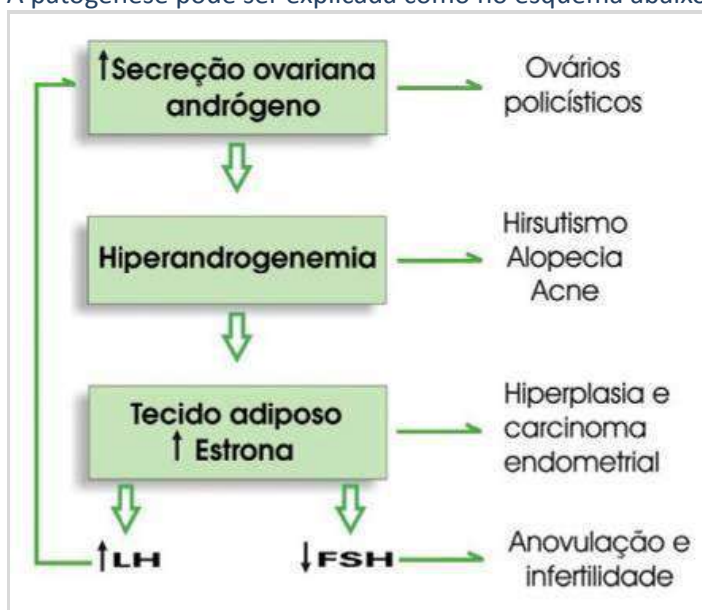 A patogênese pode ser explicada como no esquema abaixo
↑Secreção ovariana
andrógeno
Ovários
policísticos
Hiperandrogenemia
Hirsutismo
Alopecia
Acne
Tecido adiposo
↑ Estrona
Hiperplasia e
carcinoma
endometrial
↑LH
↓FSH
Anovulação e
infertilidade